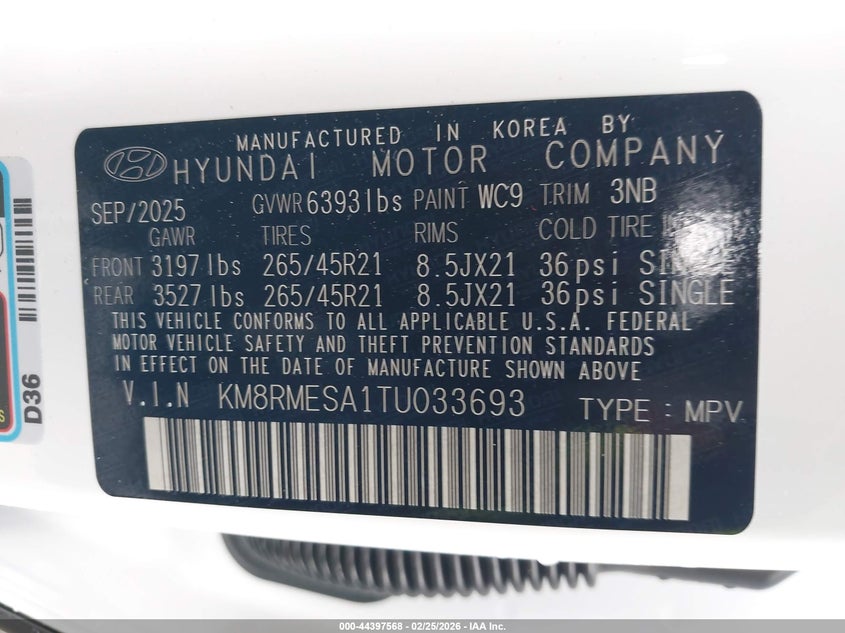 MANUFACTURED IN KOREA BY
HYUNDAI MOTOR COMPANY
SEP/2025 GVWR 6393lbs PAINT WC9 TRIM 3NB
GAWR TIRES RIMS COLD TIRE
FRONT 3197lbs 265/45R21 8.5JX21 36psi SINGLE
REAR 3527lbs 265/45R21 8.5JX21 36psi SINGLE
THIS VEHICLE CONFORMS TO ALL APPLICABLE U.S.A. FEDERAL
MOTOR VEHICLE SAFETY AND THEFT PREVENTION STANDARDS
IN EFFECT ON THE DATE OF MANUFACTURE SHOWN ABOVE
V.I.N KM8RMESA1TU033693 TYPE : MPV
D36
000-44397568 - 02/25/2026 - IAA Inc.